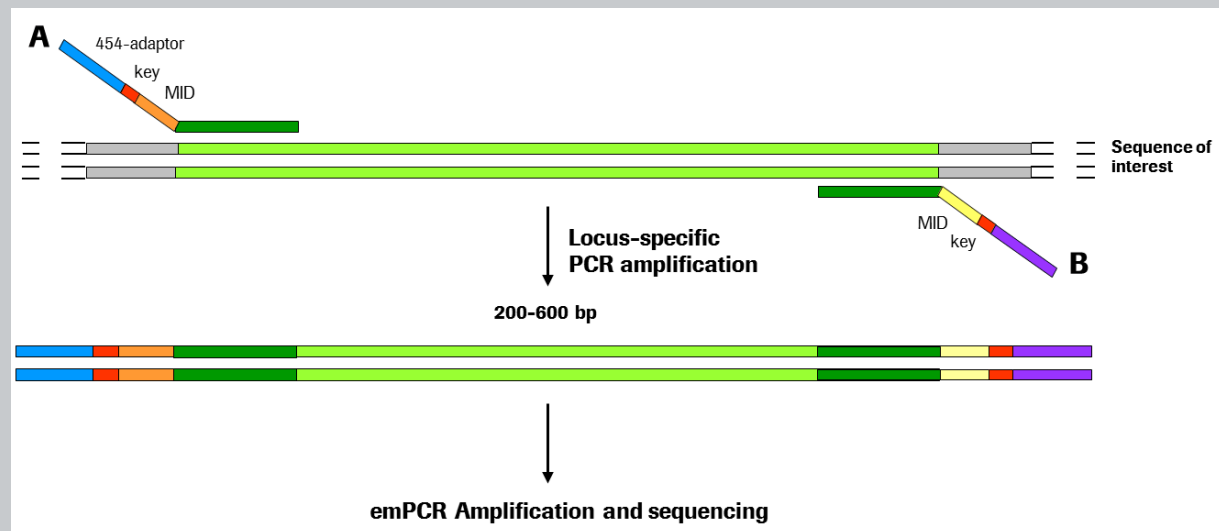 A
454-adaptor
key
MID
Sequence of
interest
MID
key
B
Locus-specific
PCR amplification
200-600 bp
emPCR Amplification and sequencing